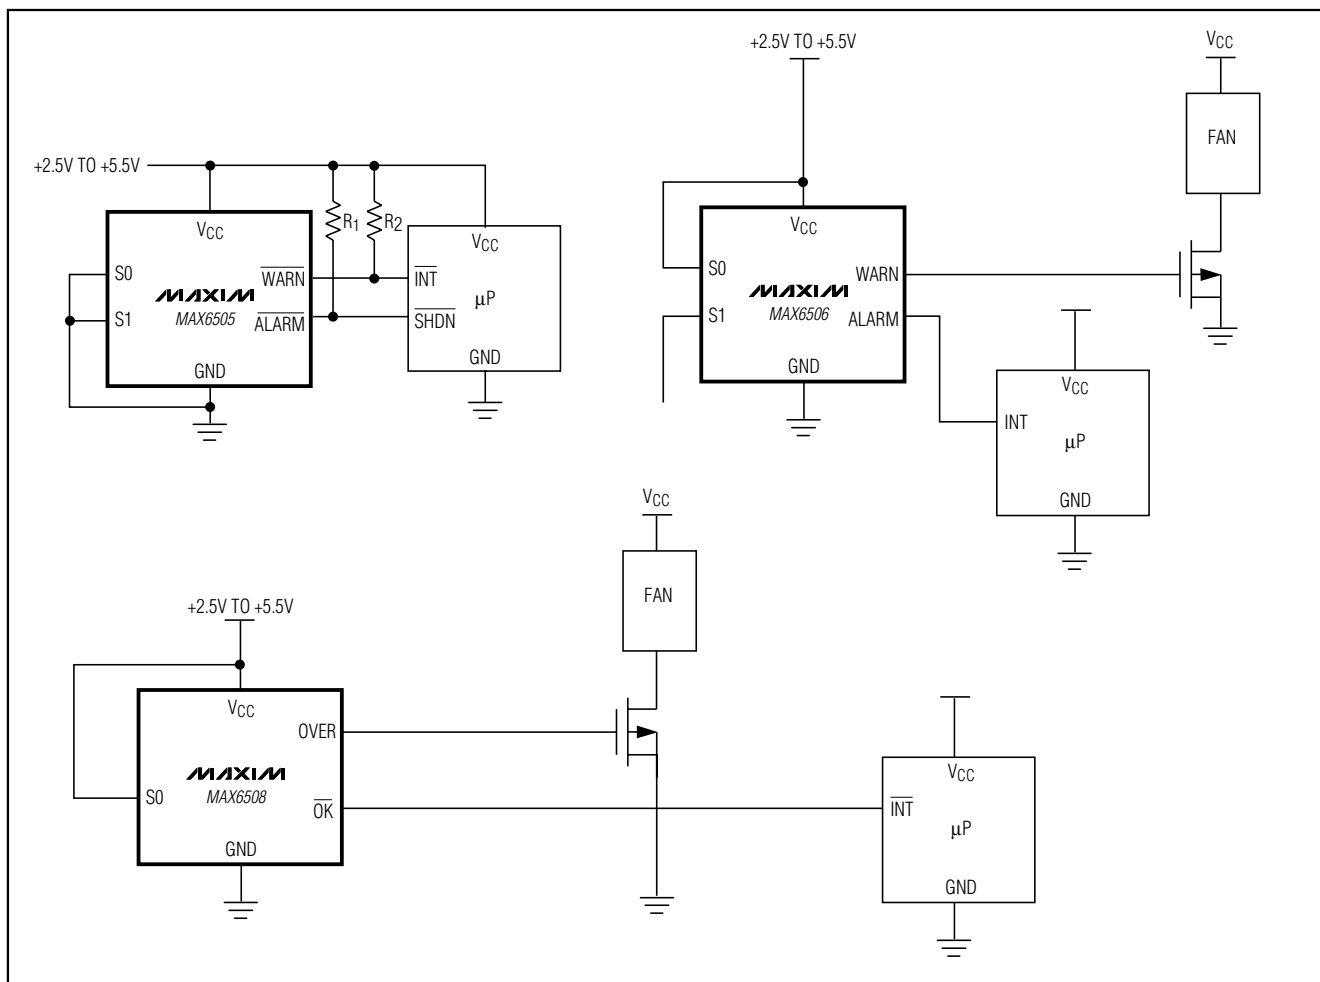 +2.5V TO +5.5V
VCC
S0
S1
WARN
ALARM
MAXIM
MAX6505
GND
R1
R2
VCC
INT
SHDN
μP
GND
+2.5V TO +5.5V
VCC
S0
S1
WARN
ALARM
MAXIM
MAX6506
GND
VCC
FAN
VCC
INT
μP
GND
+2.5V TO +5.5V
VCC
OVER
MAXIM
MAX6508
S0
OK
GND
VCC
FAN
VCC
INT
μP
GND